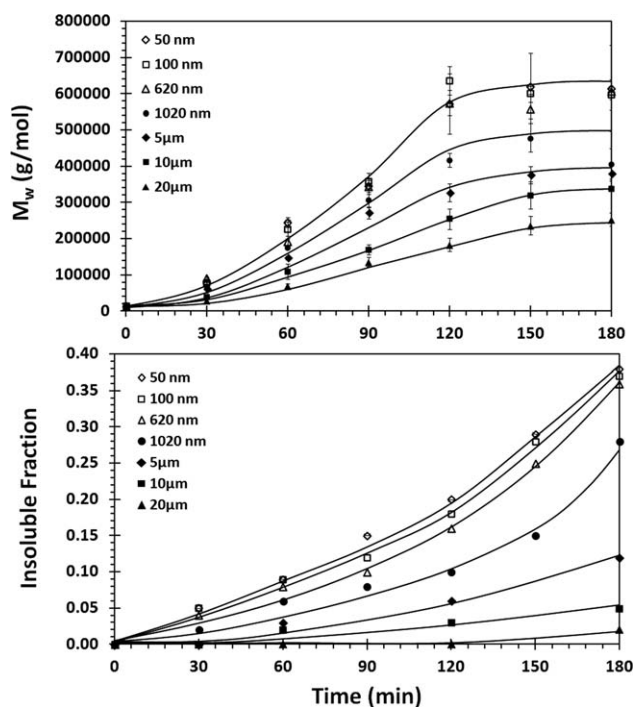 800000
700000
600000
500000
400000
300000
200000
100000
0
M_w (g/mol)
50 nm
100 nm
620 nm
1020 nm
5µm
10µm
20µm
0 30 60 90 120 150 180
0.40
0.35
0.30
0.25
0.20
0.15
0.10
0.05
0.00
Insoluble Fraction
50 nm
100 nm
620 nm
1020 nm
5µm
10µm
20µm
0 30 60 90 120 150 180
Time (min)